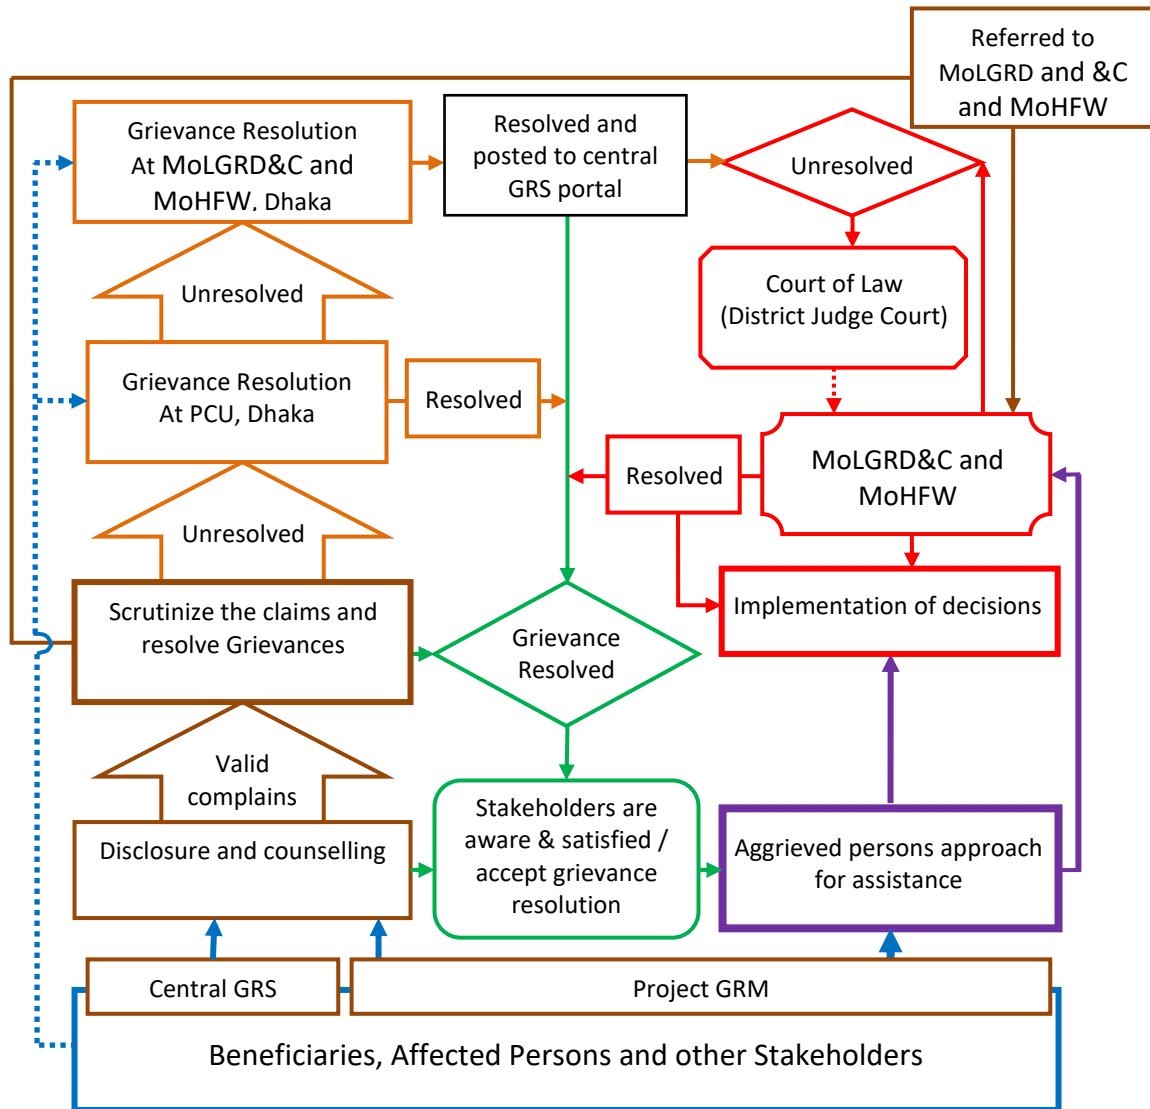 Referred to
MoLGRD and &C
and MoHFW
Grievance Resolution
At MoLGRD&C and
MoHFW, Dhaka
Resolved and
posted to central
GRS portal
Unresolved
Unresolved
Court of Law
(District Judge Court)
Grievance Resolution
At PCU, Dhaka
Resolved
Resolved
MoLGRD&C and
MoHFW
Unresolved
Scrutinize the claims and
resolve Grievances
Grievance
Resolved
Implementation of decisions
Valid
complains
Disclosure and counselling
Stakeholders are
aware & satisfied /
accept grievance
resolution
Aggrieved persons approach
for assistance
Central GRS
Project GRM
Beneficiaries, Affected Persons and other Stakeholders